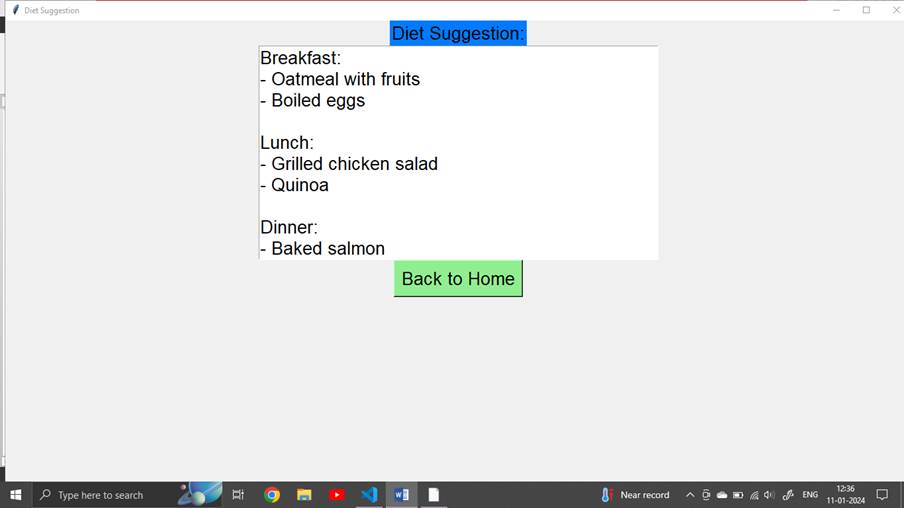 Diet Suggestion
Diet Suggestion:
Breakfast:
- Oatmeal with fruits
- Boiled eggs
Lunch:
- Grilled chicken salad
- Quinoa
Dinner:
- Baked salmon
Back to Home
Type here to search
Near record
ENG
12:36
11-01-2024